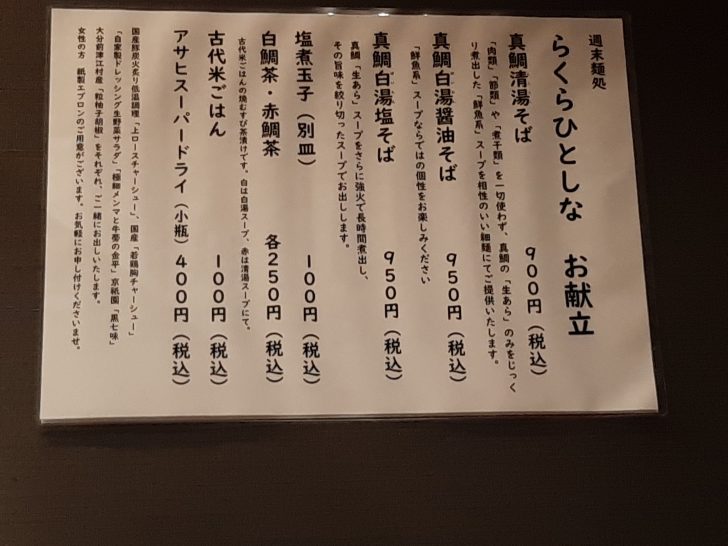 週末麺処
らくらひとしな　お献立
真鯛清湯そば　９００円（税込）
「肉類」「節類」や「煮干類」を一切使わず、真鯛の「生あら」のみをじっく
り煮出した「鮮魚系」スープを相性のいい細麺にてご提供いたします。
真鯛白湯醤油そば　９５０円（税込）
「鮮魚系」スープならではの個性をお楽しみください
真鯛白湯塩そば　９５０円（税込）
真鯛「生あら」スープをさらに強火で長時間煮出し、
その旨味を絞り切ったスープでお出しします。
塩煮玉子（別皿）　１００円（税込）
白鯛茶・赤鯛茶　各２５０円（税込）
古代米ごはんの焼むすび茶漬けです。白は白湯スープ、赤は清湯スープにて。
古代米ごはん　１００円（税込）
アサヒスーパードライ（小瓶）４００円（税込）
国産豚炭火炙り低温調理「上ロースチャーシュー」、国産「若鶏胸チャーシュー」
「自家製ドレッシング生野菜サラダ」「極細メンマと牛蒡の金平」京祇園「黒七味」
大分前津江村産「粒柚子胡椒」をそれぞれ、ご一緒にお出しいたします。
女性の方　紙製エプロンのご用意がございます。お気軽にお申し付けくださいませ。